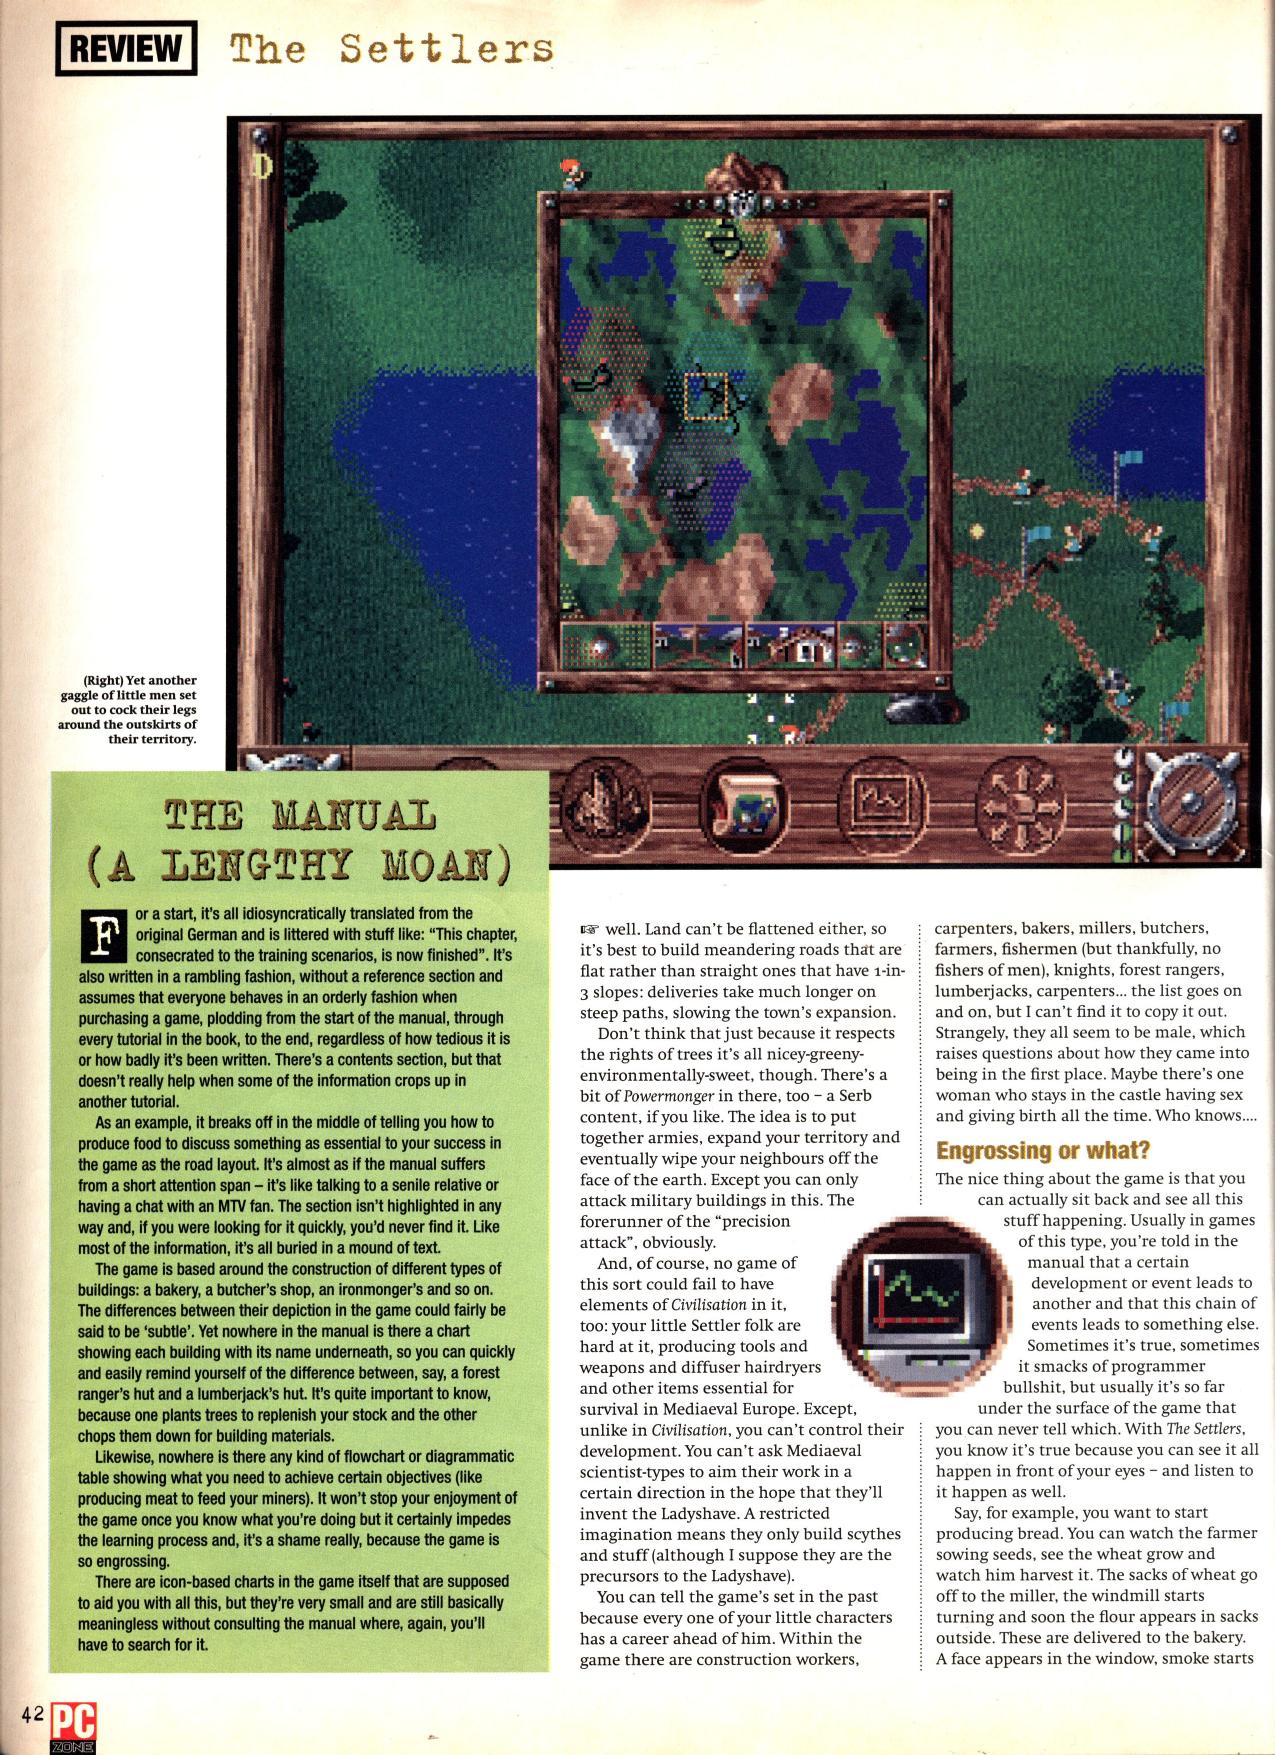 REVIEW
The Settlers
D
(Right) Yet another
gaggle of little men set
out to cock their legs
around the outskirts of
their territory.
THE MANUAL
(A LENGTHY MOAN)
For a start, it's all idiosyncratically translated from the
original German and is littered with stuff like: “This chapter,
consecrated to the training scenarios, is now finished”. It's
also written in a rambling fashion, without a reference section and
assumes that everyone behaves in an orderly fashion when
purchasing a game, plodding from the start of the manual, through
every tutorial in the book, to the end, regardless of how tedious it is
or how badly it's been written. There's a contents section, but that
doesn't really help when some of the information crops up in
another tutorial.
As an example, it breaks off in the middle of telling you how to
produce food to discuss something as essential to your success in
the game as the road layout. It's almost as if the manual suffers
from a short attention span – it's like talking to a senile relative or
having a chat with an MTV fan. The section isn't highlighted in any
way and, if you were looking for it quickly, you'd never find it. Like
most of the information, it's all buried in a mound of text.
The game is based around the construction of different types of
buildings: a bakery, a butcher's shop, an ironmonger's and so on.
The differences between their depiction in the game could fairly be
said to be ‘subtle’. Yet nowhere in the manual is there a chart
showing each building with its name underneath, so you can quickly
and easily remind yourself of the difference between, say, a forest
ranger's hut and a lumberjack's hut. It's quite important to know,
because one plants trees to replenish your stock and the other
chops them down for building materials.
Likewise, nowhere is there any kind of flowchart or diagrammatic
table showing what you need to achieve certain objectives (like
producing meat to feed your miners). It won't stop your enjoyment of
the game once you know what you're doing but it certainly impedes
the learning process and, it's a shame really, because the game is
so engrossing.
There are icon-based charts in the game itself that are supposed
to aid you with all this, but they're very small and are still basically
meaningless without consulting the manual where, again, you'll
have to search for it.
☞ well. Land can't be flattened either, so
it's best to build meandering roads that are
flat rather than straight ones that have 1-in-
3 slopes: deliveries take much longer on
steep paths, slowing the town's expansion.
Don't think that just because it respects
the rights of trees it's all nicey-greeny-
environmentally-sweet, though. There's a
bit of Powermonger in there, too – a Serb
content, if you like. The idea is to put
together armies, expand your territory and
eventually wipe your neighbours off the
face of the earth. Except you can only
attack military buildings in this. The
forerunner of the “precision
attack”, obviously.
And, of course, no game of
this sort could fail to have
elements of Civilisation in it,
too: your little Settler folk are
hard at it, producing tools and
weapons and diffuser hairdryers
and other items essential for
survival in Mediaeval Europe. Except,
unlike in Civilisation, you can't control their
development. You can't ask Mediaeval
scientist-types to aim their work in a
certain direction in the hope that they'll
invent the Ladyshave. A restricted
imagination means they only build scythes
and stuff (although I suppose they are the
precursors to the Ladyshave).
You can tell the game's set in the past
because every one of your little characters
has a career ahead of him. Within the
game there are construction workers,
carpenters, bakers, millers, butchers,
farmers, fishermen (but thankfully, no
fishers of men), knights, forest rangers,
lumberjacks, carpenters... the list goes on
and on, but I can't find it to copy it out.
Strangely, they all seem to be male, which
raises questions about how they came into
being in the first place. Maybe there's one
woman who stays in the castle having sex
and giving birth all the time. Who knows....
Engrossing or what?
The nice thing about the game is that you
can actually sit back and see all this
stuff happening. Usually in games
of this type, you're told in the
manual that a certain
development or event leads to
another and that this chain of
events leads to something else.
Sometimes it's true, sometimes
it smacks of programmer
bullshit, but usually it's so far
under the surface of the game that
you can never tell which. With The Settlers,
you know it's true because you can see it all
happen in front of your eyes – and listen to
it happen as well.
Say, for example, you want to start
producing bread. You can watch the farmer
sowing seeds, see the wheat grow and
watch him harvest it. The sacks of wheat go
off to the miller, the windmill starts
turning and soon the flour appears in sacks
outside. These are delivered to the bakery.
A face appears in the window, smoke starts
42
PC
ZONE